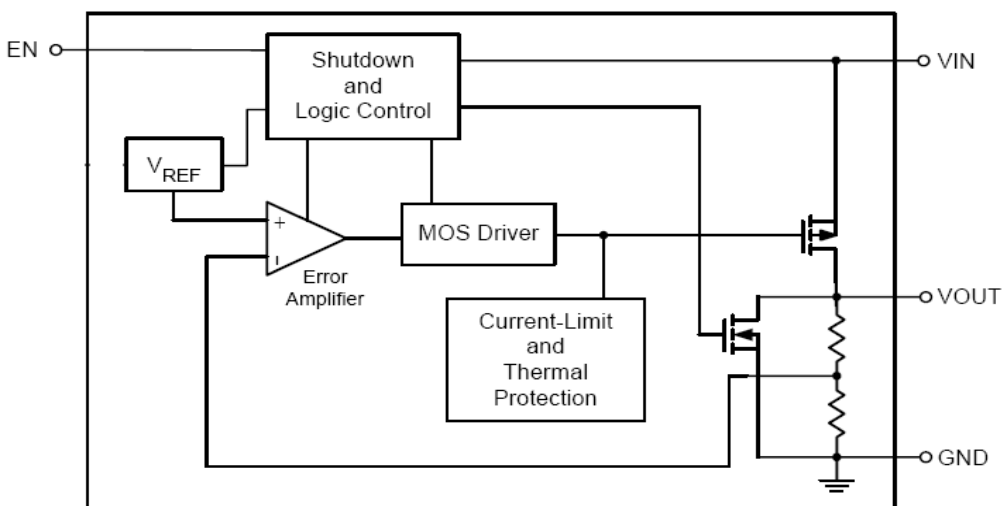 EN
Shutdown
and
Logic Control
VIN
VREF
+
-
Error
Amplifier
MOS Driver
Current-Limit
and
Thermal
Protection
VOUT
GND